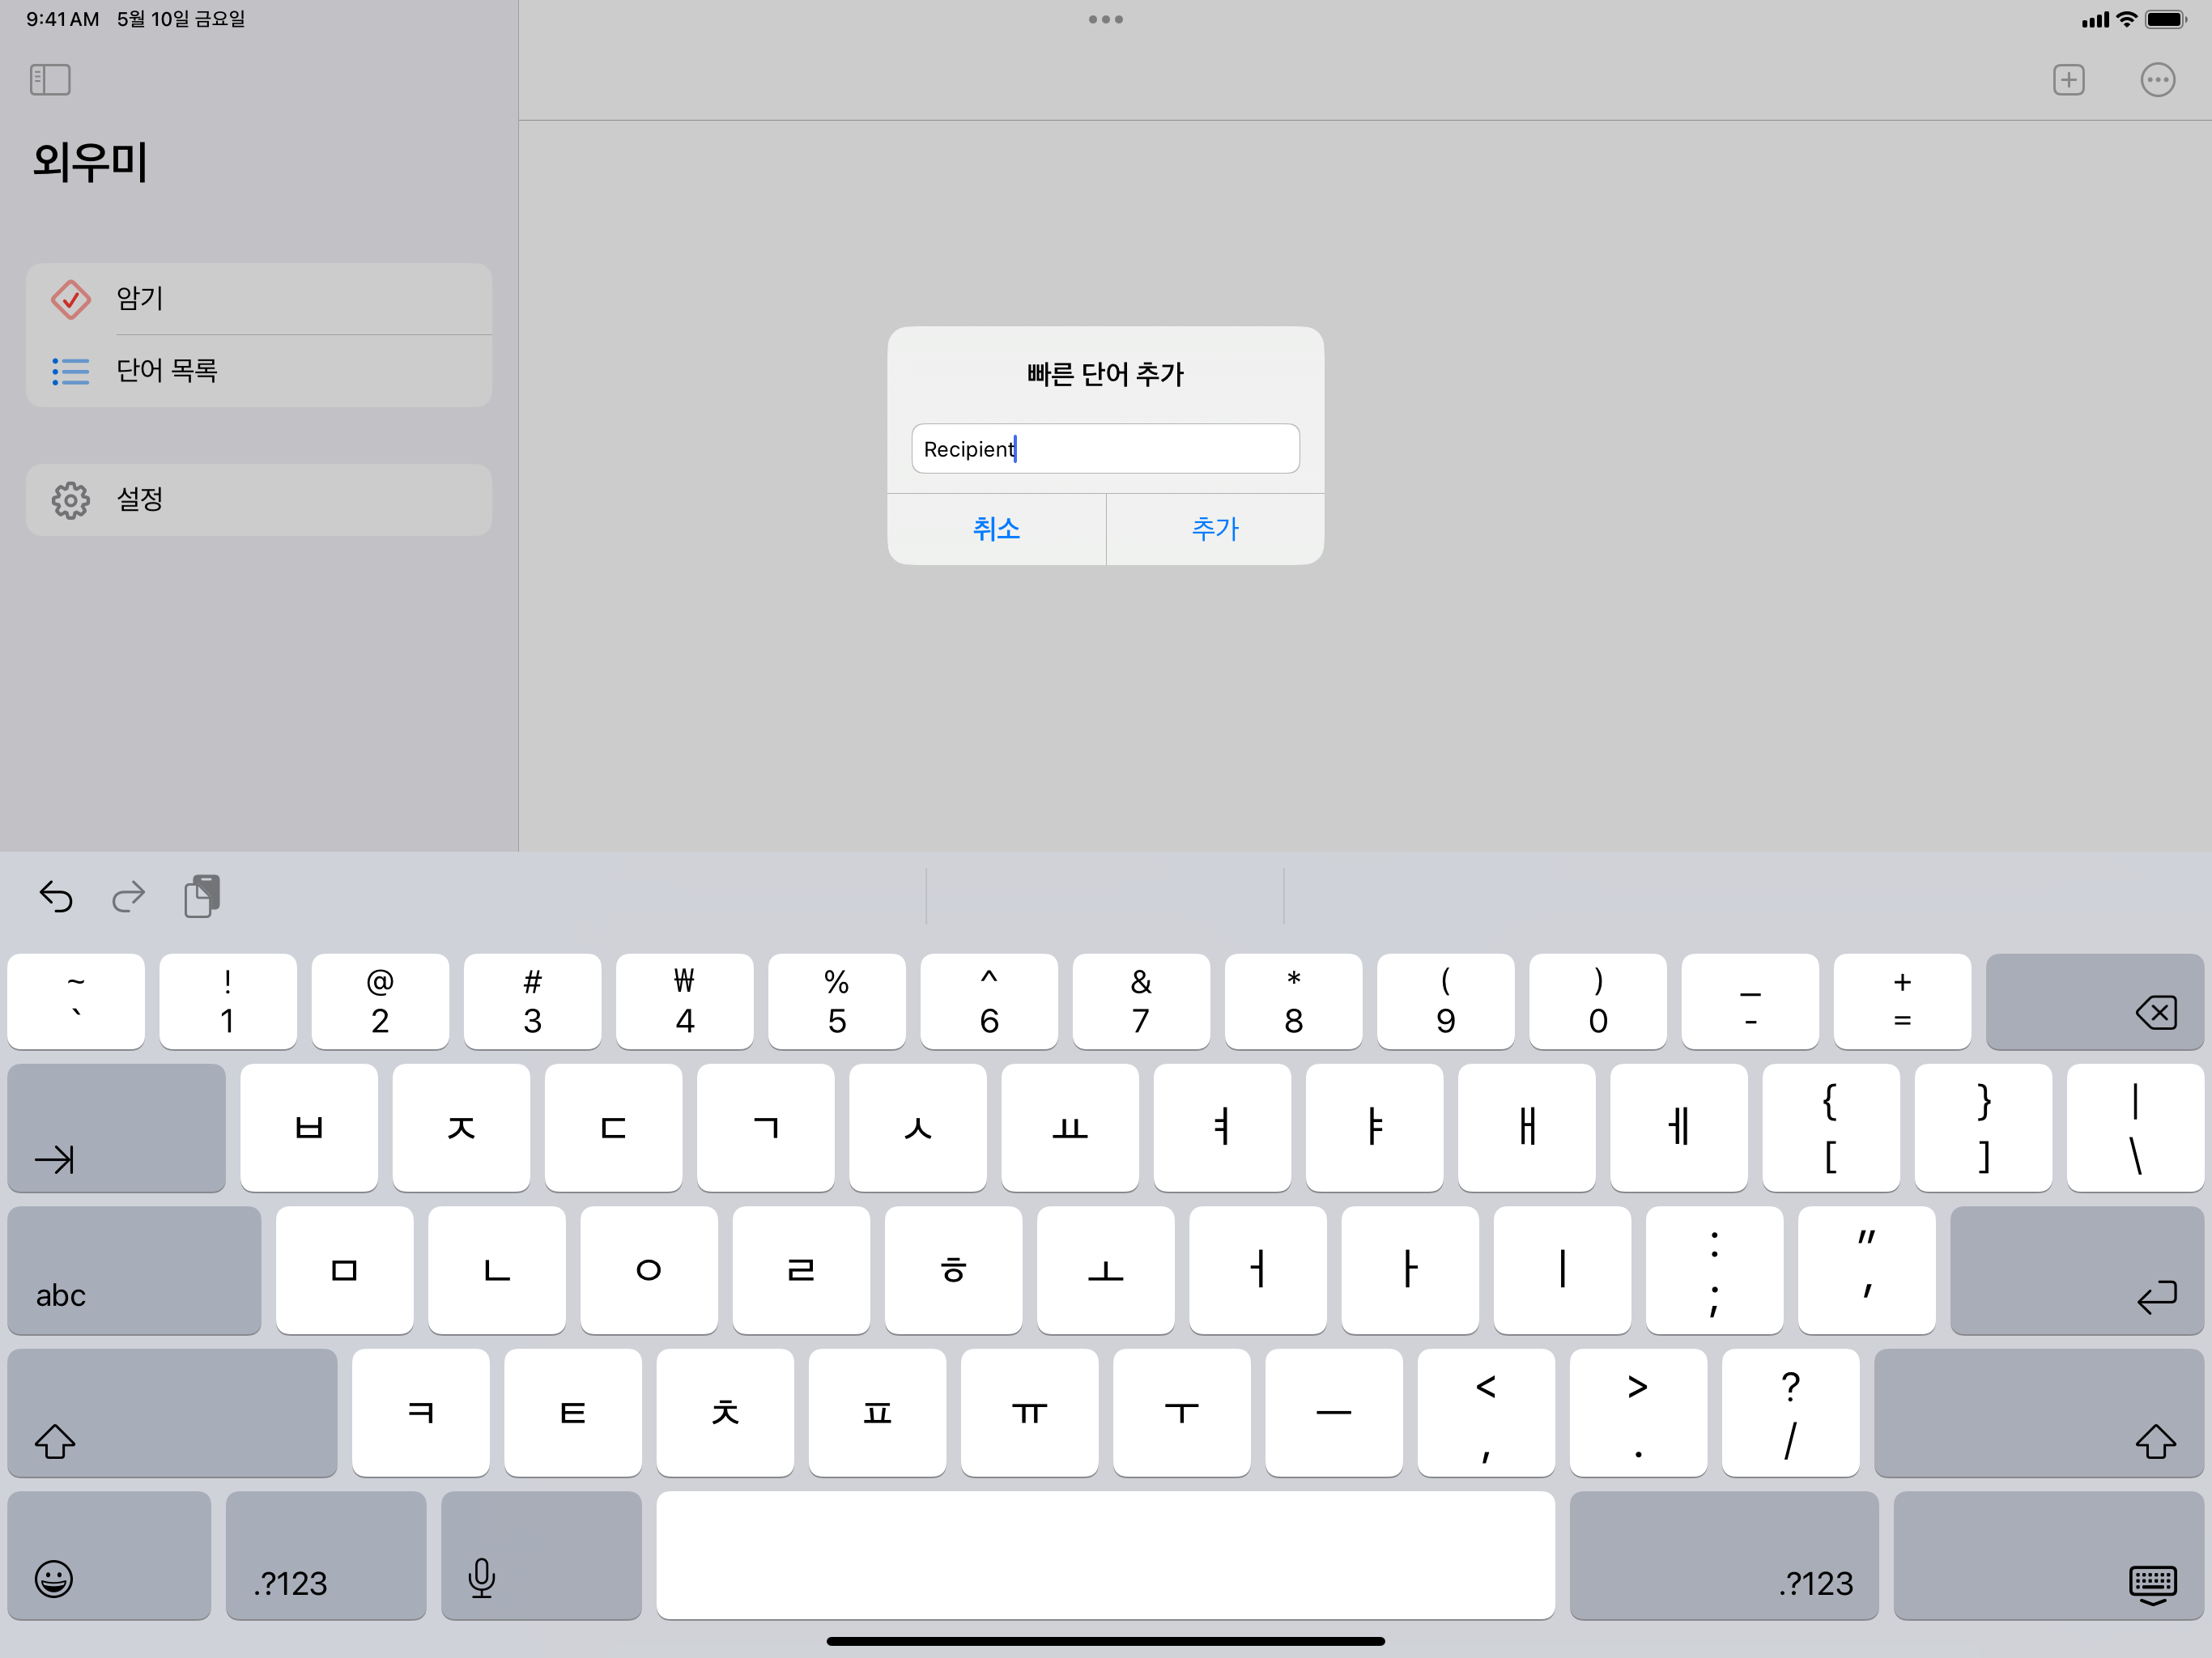 9:41 AM 5월 10일 금요일
외우미
암기
단어 목록
설정
빠른 단어 추가
Recipient
취소 추가
~ ! @ # ₩ % ^ & * ( ) _ +
` 1 2 3 4 5 6 7 8 9 0 - =
ㅂ ㅈ ㄷ ㄱ ㅅ ㅛ ㅕ ㅑ ㅐ ㅔ { } |
[ ] \
abc ㅁ ㄴ ㅇ ㄹ ㅎ ㅗ ㅓ ㅏ ㅣ : "
; '
ㅋ ㅌ ㅊ ㅍ ㅠ ㅜ ㅡ < > ?
, . /
.?123 .?123